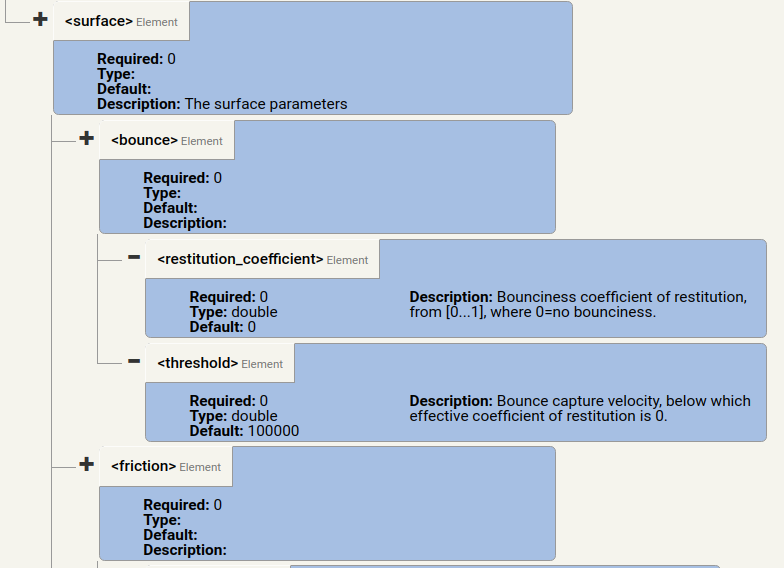 <surface> Element
Required: 0
Type:
Default:
Description: The surface parameters
<bounce> Element
Required: 0
Type:
Default:
Description:
<restitution_coefficient> Element
Required: 0
Type: double
Default: 0
Description: Bounciness coefficient of restitution,
from [0...1], where 0=no bounciness.
<threshold> Element
Required: 0
Type: double
Default: 100000
Description: Bounce capture velocity, below which
effective coefficient of restitution is 0.
<friction> Element
Required: 0
Type:
Default:
Description: